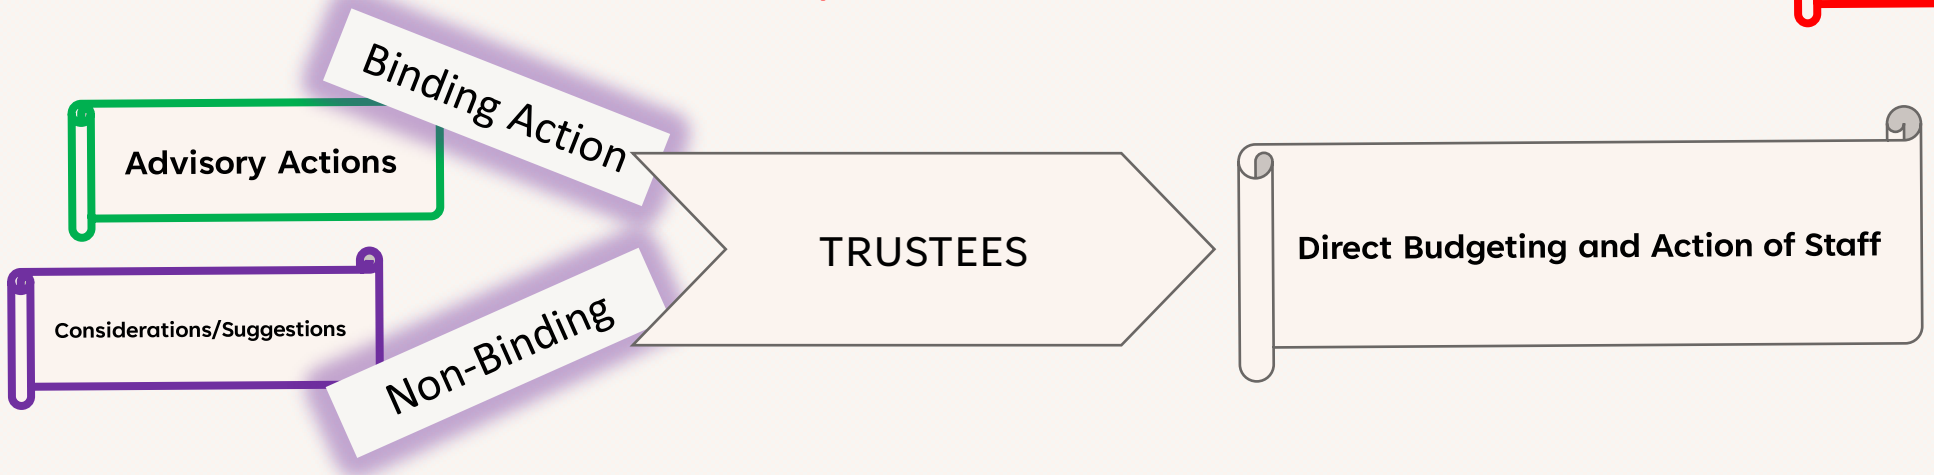 Binding Action
Advisory Actions
TRUSTEES
Direct Budgeting and Action of Staff
Considerations/Suggestions
Non-Binding